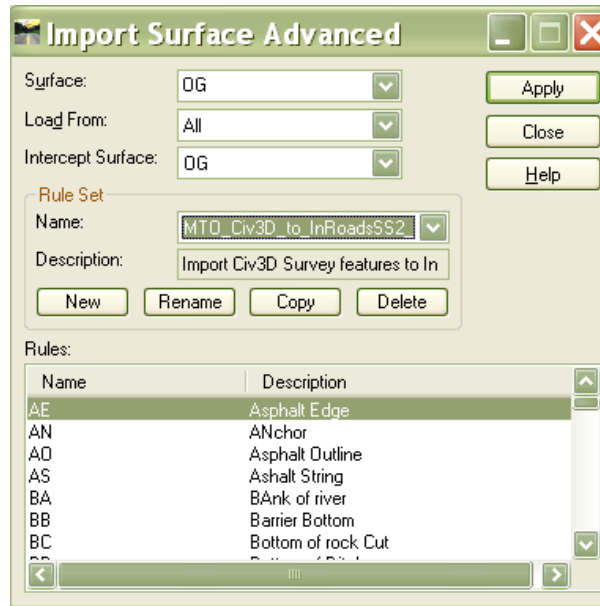 Import Surface Advanced
Surface: OG Apply
Load From: All Close
Intercept Surface: OG Help
Rule Set
Name: MTO_Civ3D_to_InRoadsSS2
Description: Import Civ3D Survey features to In
New Rename Copy Delete
Rules:
Name Description
AE Asphalt Edge
AN ANchor
AO Asphalt Outline
AS Ashalt String
BA BAnk of river
BB Barrier Bottom
BC Bottom of rock Cut